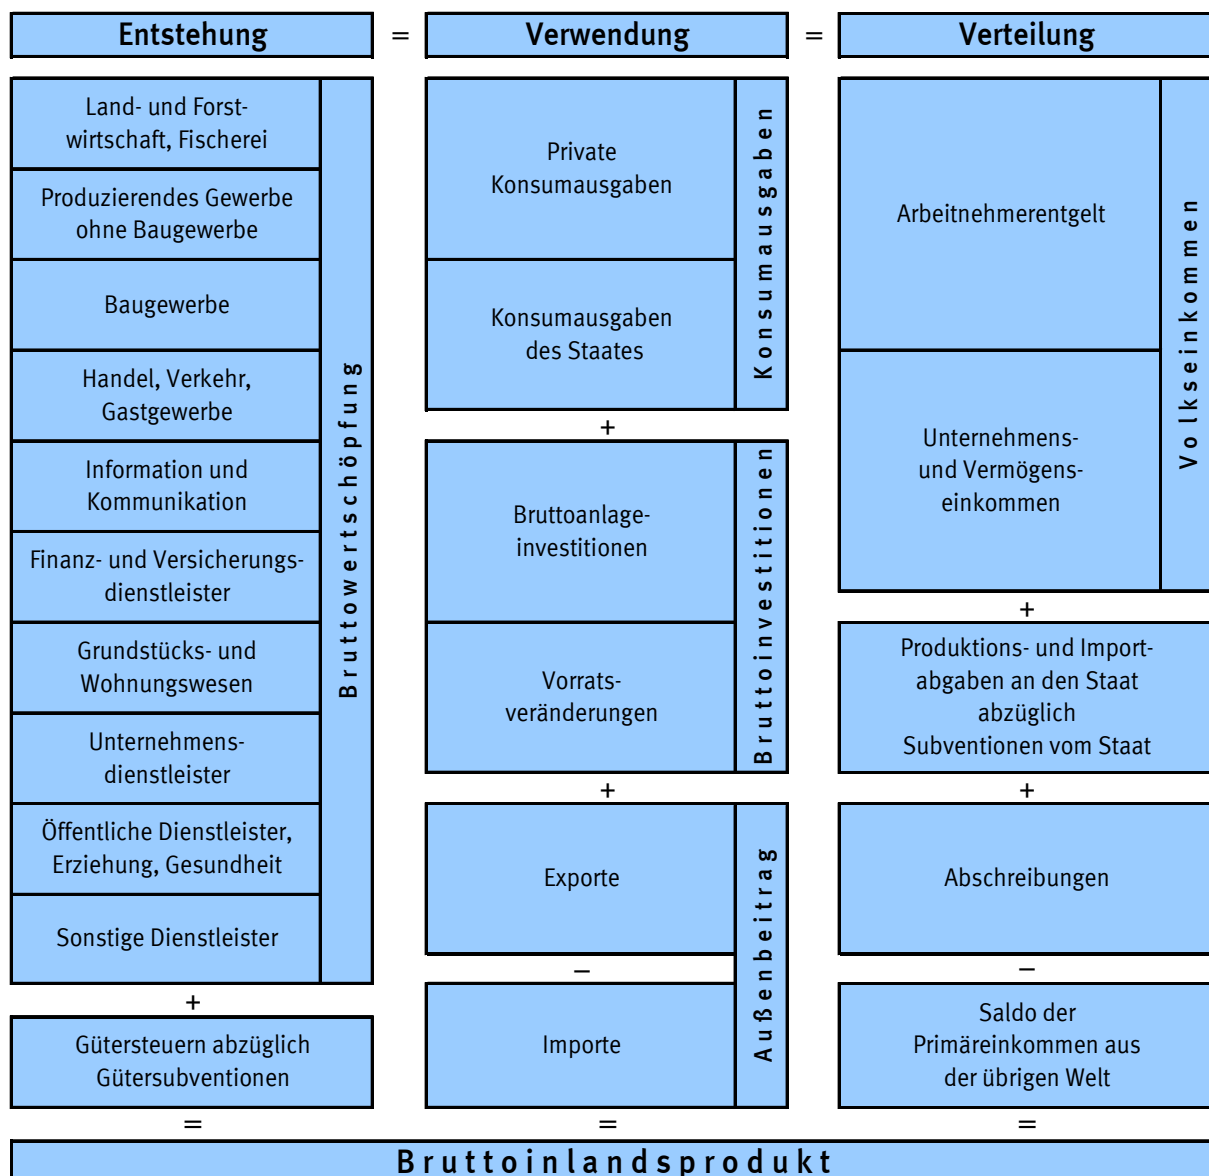 Entstehung = Verwendung = Verteilung
Land- und Forst-
wirtschaft, Fischerei
Produzierendes Gewerbe
ohne Baugewerbe
Baugewerbe
Handel, Verkehr,
Gastgewerbe
Information und
Kommunikation
Finanz- und Versicherungs-
dienstleister
Grundstücks- und
Wohnungswesen
Unternehmens-
dienstleister
Öffentliche Dienstleister,
Erziehung, Gesundheit
Sonstige Dienstleister
Bruttowertschöpfung
+
Gütersteuern abzüglich
Gütersubventionen
=
Private
Konsumausgaben
Konsumausgaben
des Staates
Konsumausgaben
+
Bruttoanlage-
investitionen
Vorrats-
veränderungen
Bruttoinvestitionen
+
Exporte
–
Importe
Außenbeitrag
=
Arbeitnehmerentgelt
Unternehmens-
und Vermögens-
einkommen
Volkseinkommen
+
Produktions- und Import-
abgaben an den Staat
abzüglich
Subventionen vom Staat
+
Abschreibungen
–
Saldo der
Primäreinkommen aus
der übrigen Welt
=
Bruttoinlandsprodukt